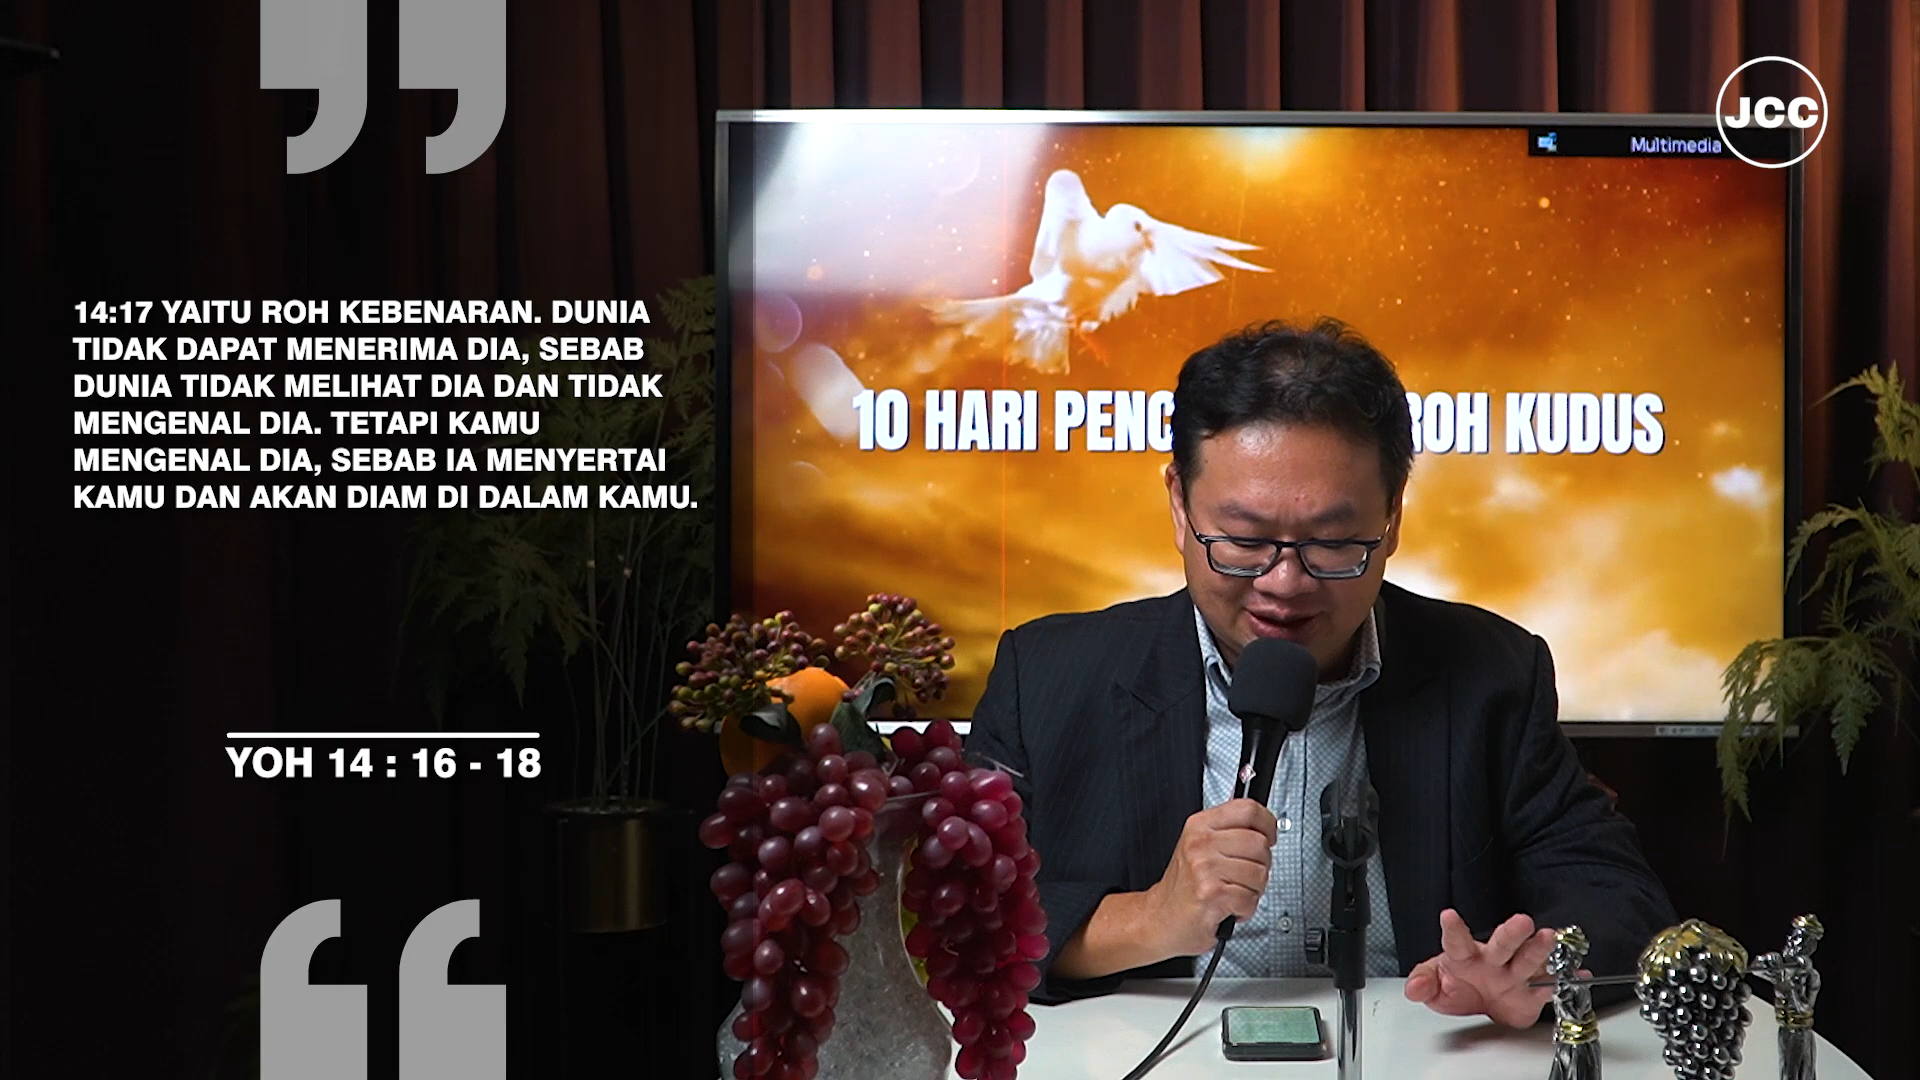 JCC
Multimedia
14:17 YAITU ROH KEBENARAN. DUNIA
TIDAK DAPAT MENERIMA DIA, SEBAB
DUNIA TIDAK MELIHAT DIA DAN TIDAK
MENGENAL DIA. TETAPI KAMU
MENGENAL DIA, SEBAB IA MENYERTAI
KAMU DAN AKAN DIAM DI DALAM KAMU.
10 HARI PENC ROH KUDUS
YOH 14 : 16 - 18